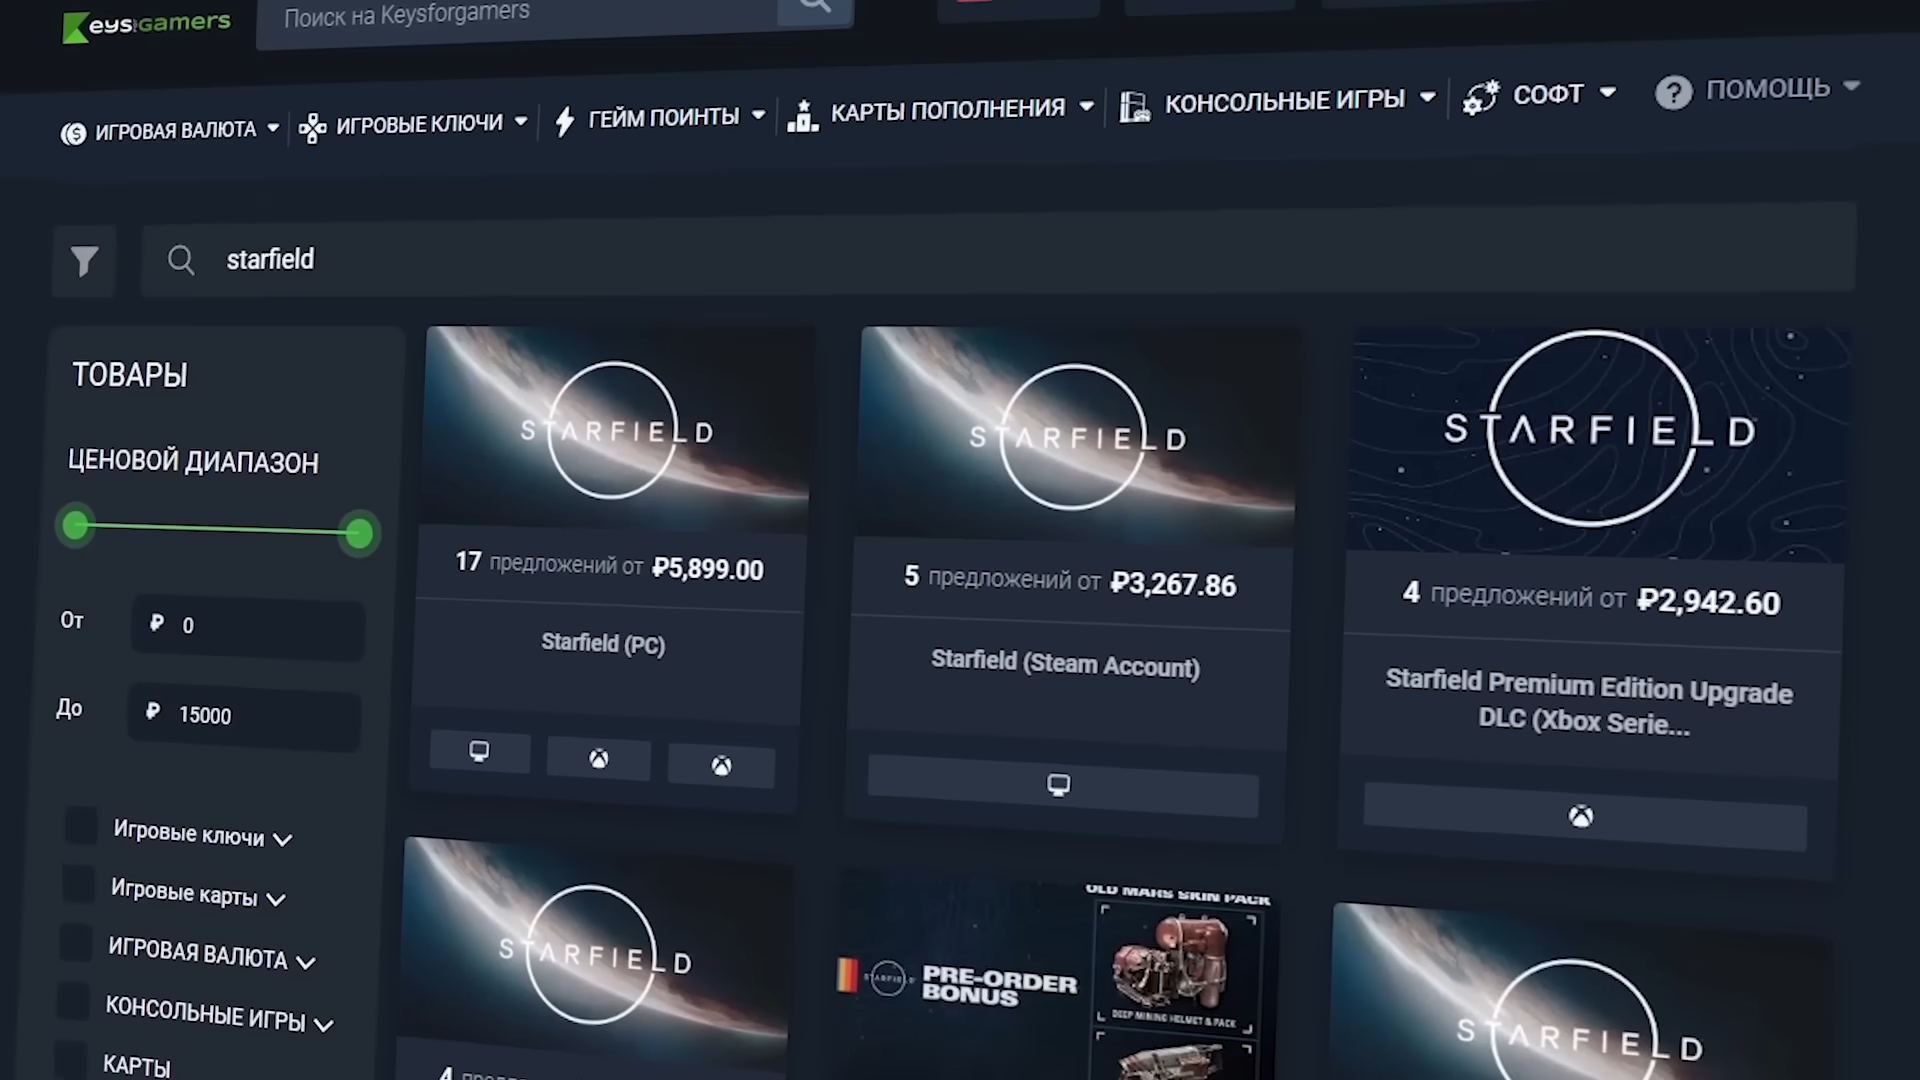 Keysforgamers
Поиск на Keysforgamers
ИГРОВАЯ ВАЛЮТА
ИГРОВЫЕ КЛЮЧИ
ГЕЙМ ПОИНТЫ
КАРТЫ ПОПОЛНЕНИЯ
КОНСОЛЬНЫЕ ИГРЫ
СОФТ
ПОМОЩЬ
starfield
ТОВАРЫ
ЦЕНОВОЙ ДИАПАЗОН
От
₽ 0
До
₽ 15000
Игровые ключи
Игровые карты
ИГРОВАЯ ВАЛЮТА
КОНСОЛЬНЫЕ ИГРЫ
КАРТЫ
STARFIELD
17 предложений от ₽5,899.00
Starfield (PC)
STARFIELD
5 предложений от ₽3,267.86
Starfield (Steam Account)
STARFIELD
4 предложений от ₽2,942.60
Starfield Premium Edition Upgrade
DLC (Xbox Serie...
STARFIELD
4
OLD MARS SKIN PACK
STARFIELD
PRE-ORDER
BONUS
DEEP MINING HELMET & PACK
STARFIELD